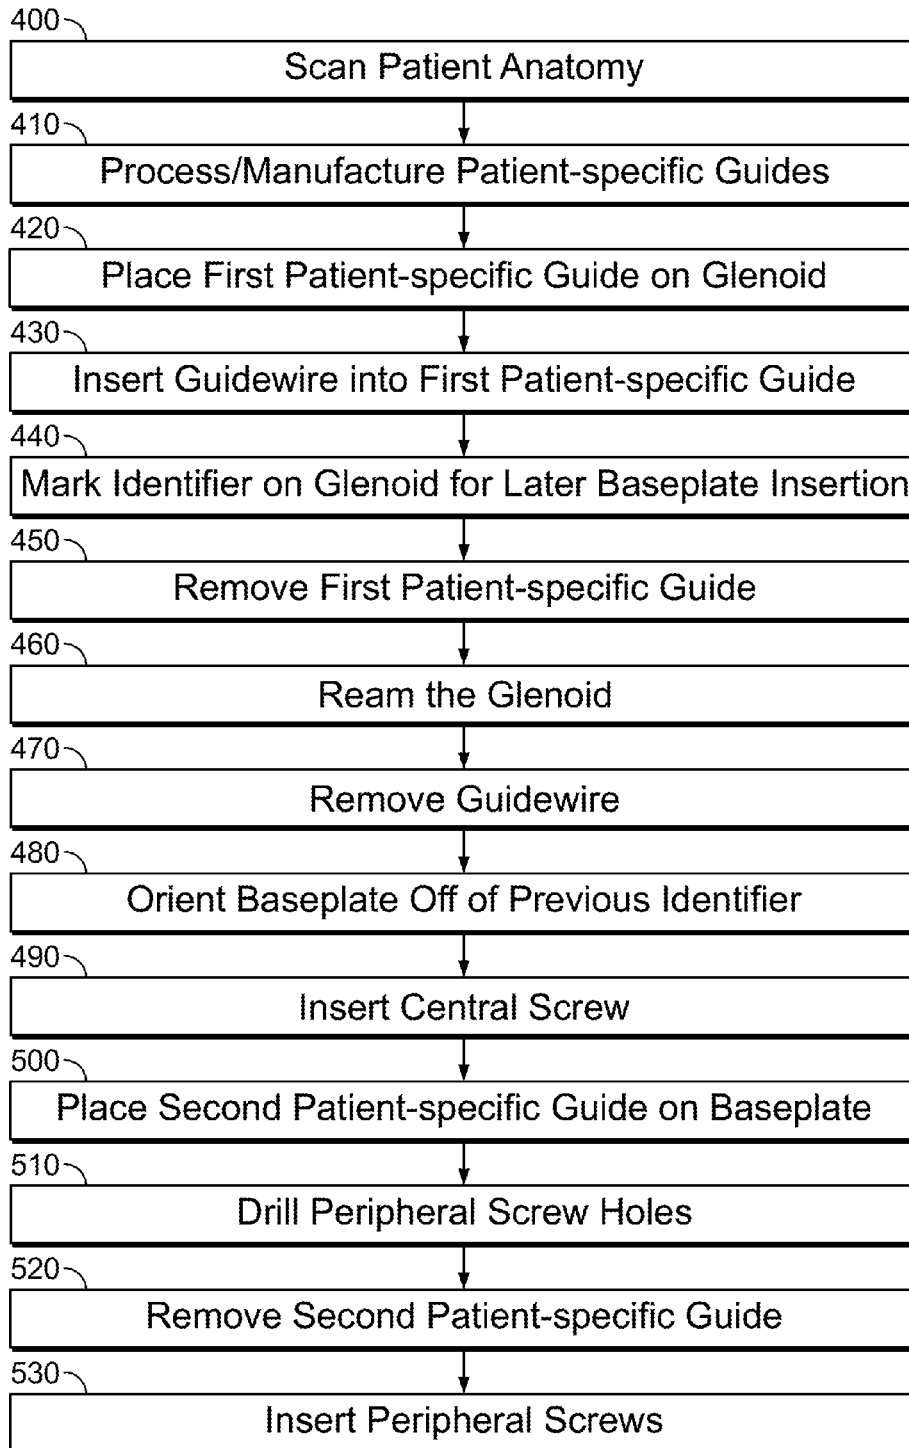 400
Scan Patient Anatomy
410
Process/Manufacture Patient-specific Guides
420
Place First Patient-specific Guide on Glenoid
430
Insert Guidewire into First Patient-specific Guide
440
Mark Identifier on Glenoid for Later Baseplate Insertion
450
Remove First Patient-specific Guide
460
Ream the Glenoid
470
Remove Guidewire
480
Orient Baseplate Off of Previous Identifier
490
Insert Central Screw
500
Place Second Patient-specific Guide on Baseplate
510
Drill Peripheral Screw Holes
520
Remove Second Patient-specific Guide
530
Insert Peripheral Screws